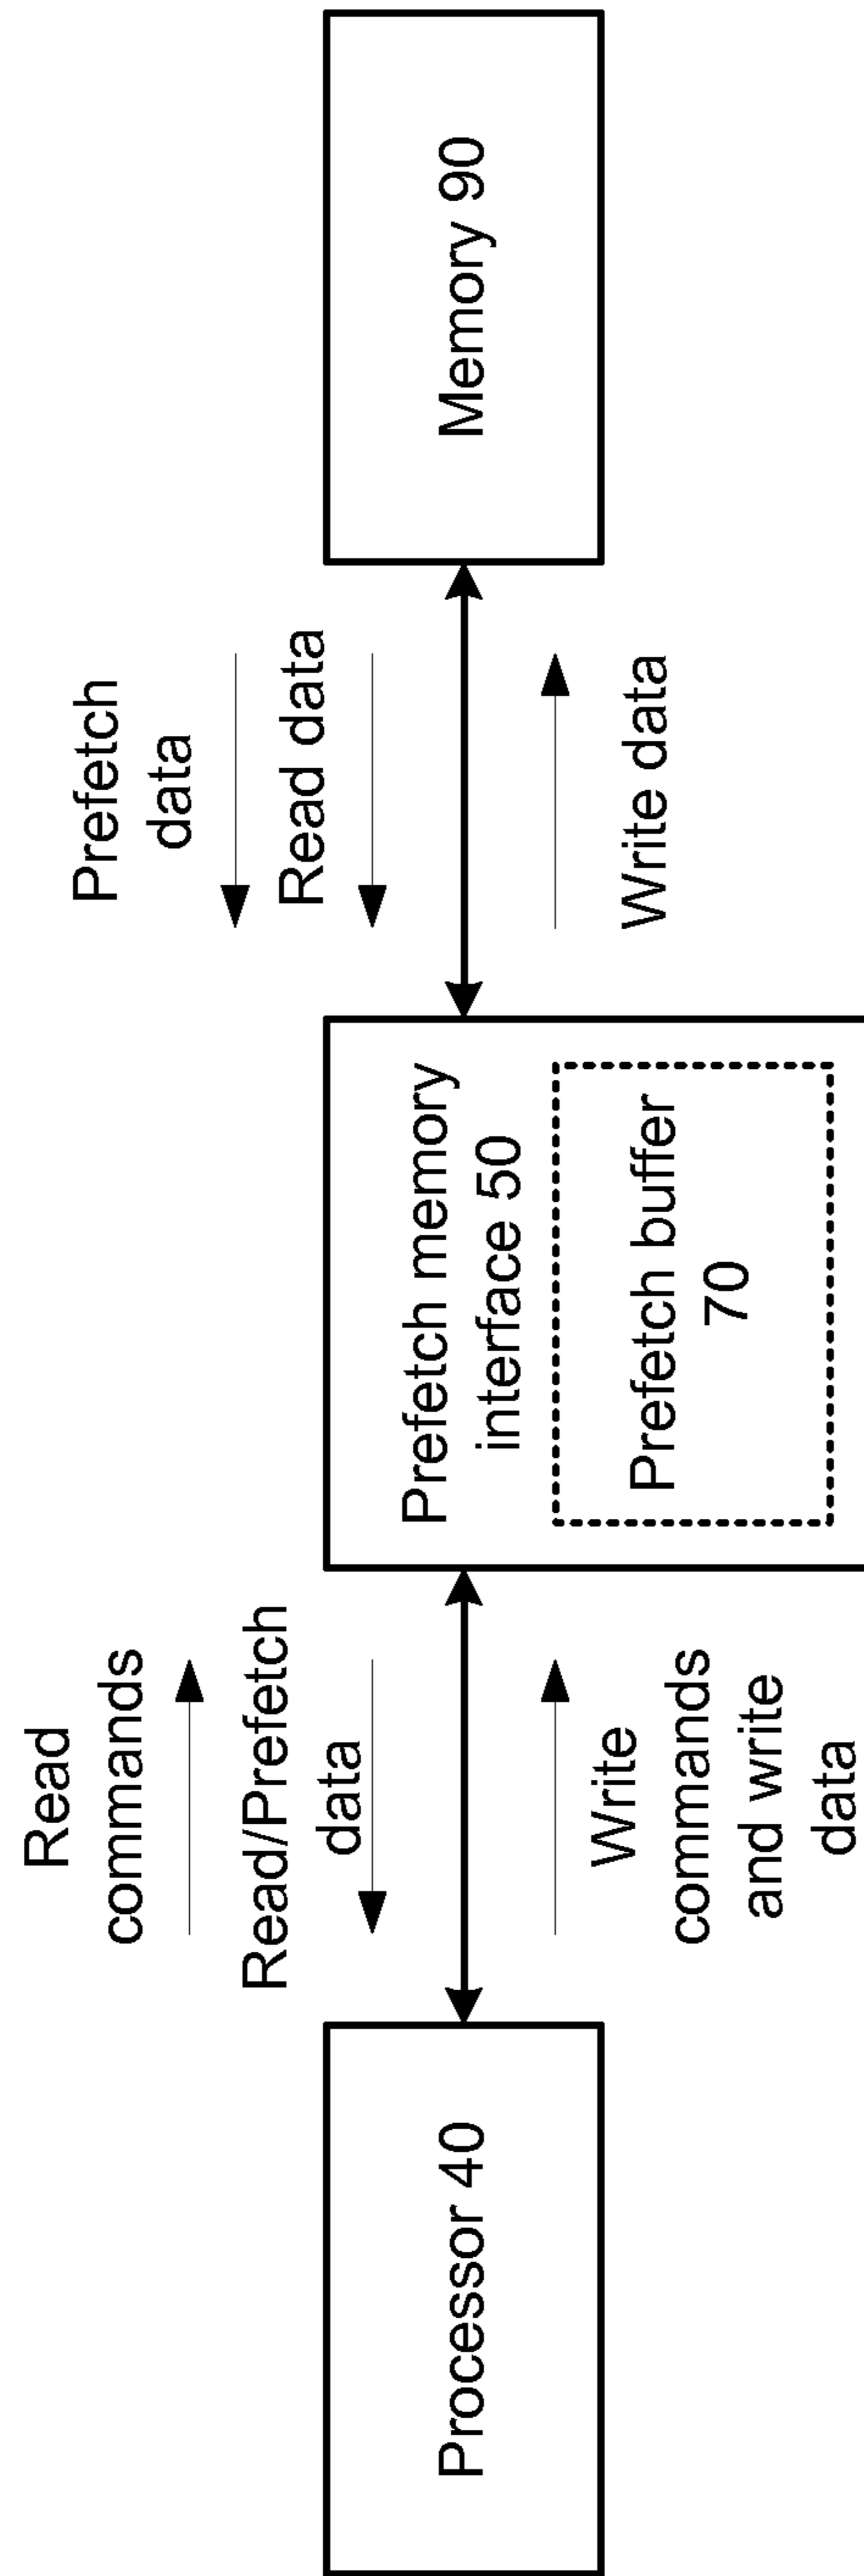 Read
commands
Read/Prefetch
data
Write
commands
and write
data
Processor 40
Prefetch memory
interface 50
Prefetch buffer
70
Prefetch
data
Read data
Write data
Memory 90